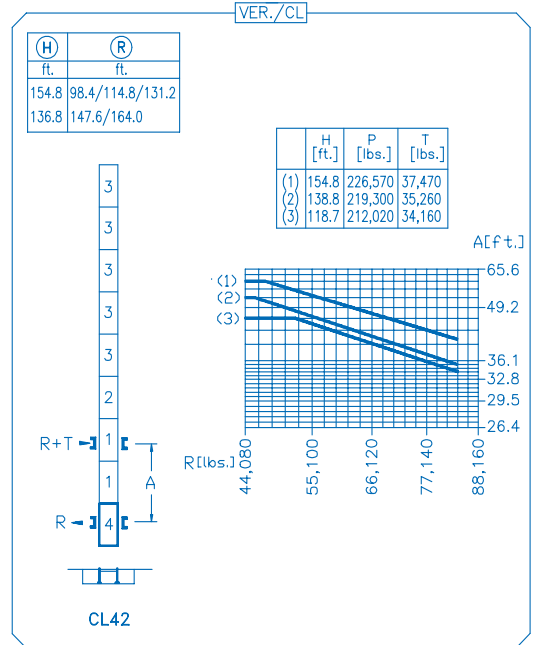 VER./CL
H R
ft. ft.
154.8 98.4/114.8/131.2
136.8 147.6/164.0
H P T
[ft.] [lbs.] [lbs.]
(1) 154.8 226,570 37,470
(2) 138.8 219,300 35,260
(3) 118.7 212,020 34,160
A[ft.]
3
3
3
3
3
2
1
1
4
R+T
A
R
CL42
(1)
(2)
(3)
65.6
49.2
36.1
32.8
29.5
26.4
R[lbs.]
44,080
55,100
66,120
77,140
88,160